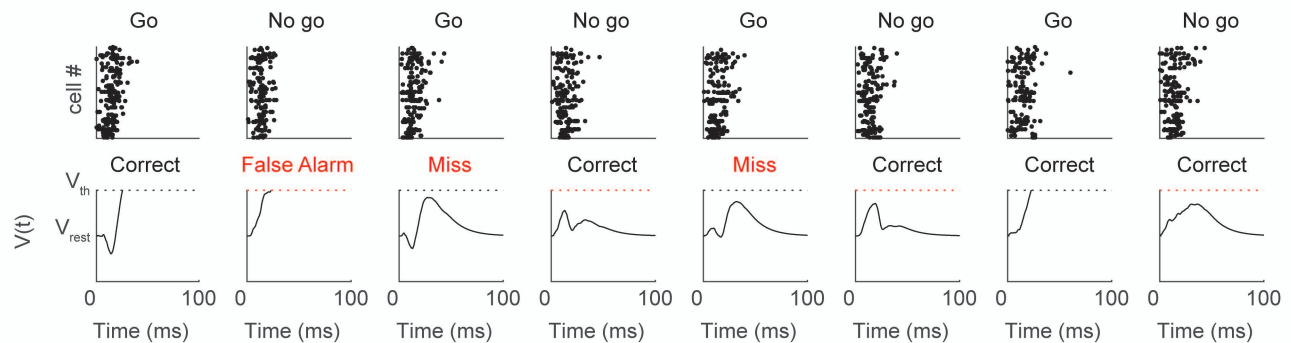 Go No go Go No go Go No go Go No go
cell #
Correct False Alarm Miss Correct Miss Correct Correct Correct
V th
V rest
V(t)
0 100 0 100 0 100 0 100 0 100 0 100 0 100 0 100
Time (ms) Time (ms) Time (ms) Time (ms) Time (ms) Time (ms) Time (ms) Time (ms)